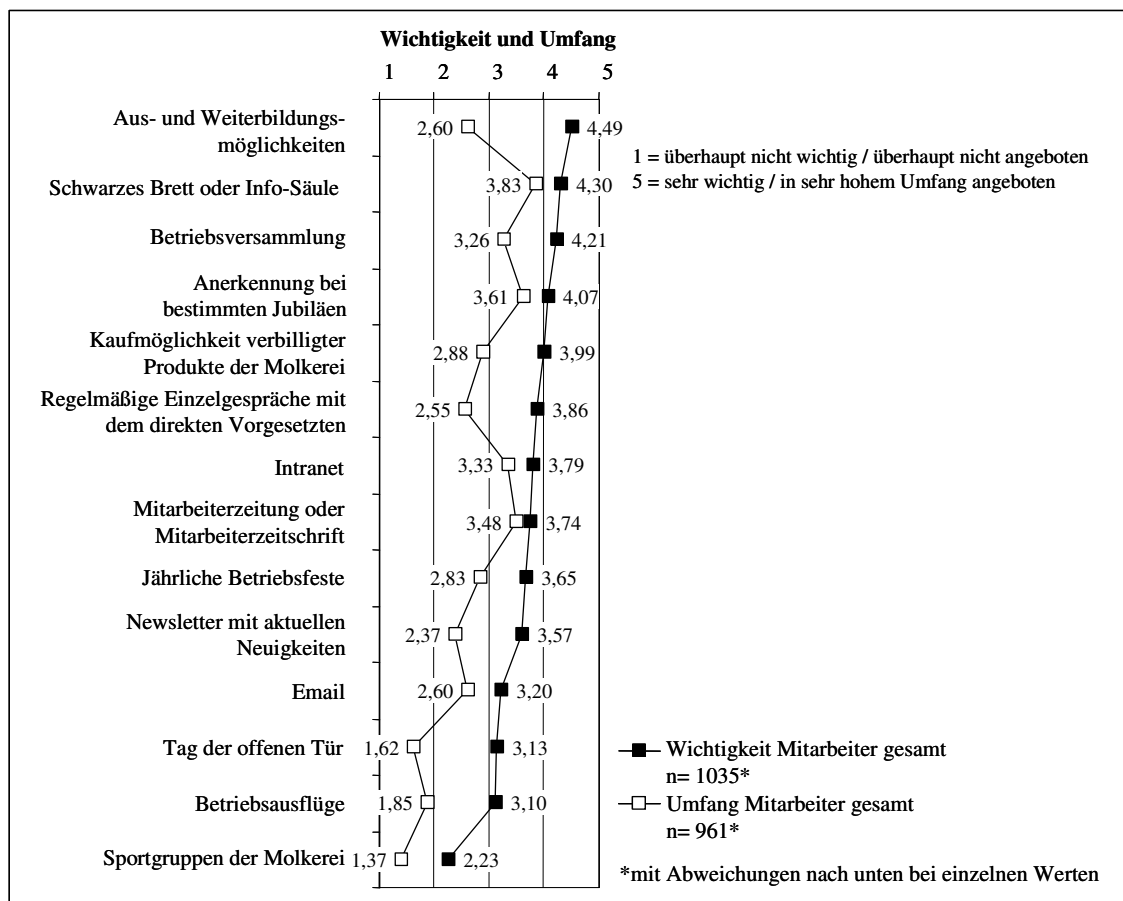 Wichtigkeit und Umfang
1 2 3 4 5
Aus- und Weiterbildungs-
möglichkeiten
2,60 4,49
1 = überhaupt nicht wichtig / überhaupt nicht angeboten
5 = sehr wichtig / in sehr hohem Umfang angeboten
Schwarzes Brett oder Info-Säule
3,83 4,30
Betriebsversammlung
3,26 4,21
Anerkennung bei
bestimmten Jubiläen
3,61 4,07
Kaufmöglichkeit verbilligter
Produkte der Molkerei
2,88 3,99
Regelmäßige Einzelgespräche mit
dem direkten Vorgesetzten
2,55 3,86
Intranet
3,33 3,79
Mitarbeiterzeitung oder
Mitarbeiterzeitschrift
3,48 3,74
Jährliche Betriebsfeste
2,83 3,65
Newsletter mit aktuellen
Neuigkeiten
2,37 3,57
Email
2,60 3,20
Tag der offenen Tür
1,62 3,13
Betriebsausflüge
1,85 3,10
Sportgruppen der Molkerei
1,37 2,23
Wichtigkeit Mitarbeiter gesamt
n= 1035*
Umfang Mitarbeiter gesamt
n= 961*
*mit Abweichungen nach unten bei einzelnen Werten